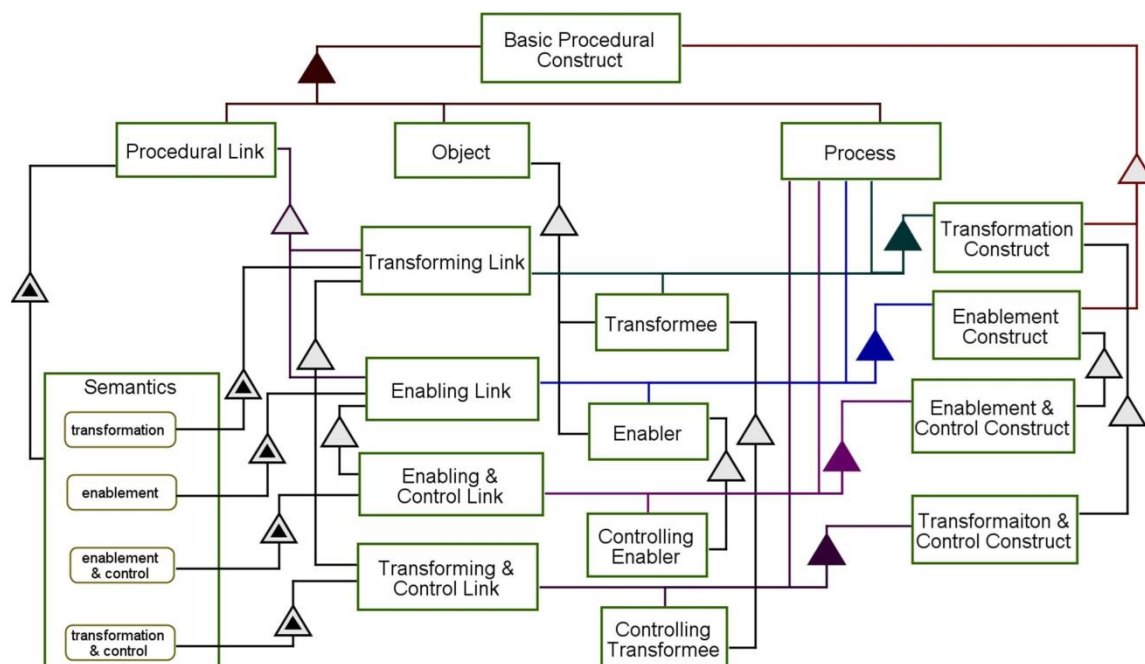 Basic Procedural
Construct
Procedural Link
Object
Process
Transforming Link
Transformation
Construct
Transformee
Enablement
Construct
Semantics
transformation
Enabling Link
Enabler
Enablement &
Control Construct
enablement
Enabling &
Control Link
Controlling
Enabler
Transformaiton &
Control Construct
enablement
& control
Transforming &
Control Link
transformation
& control
Controlling
Transformee